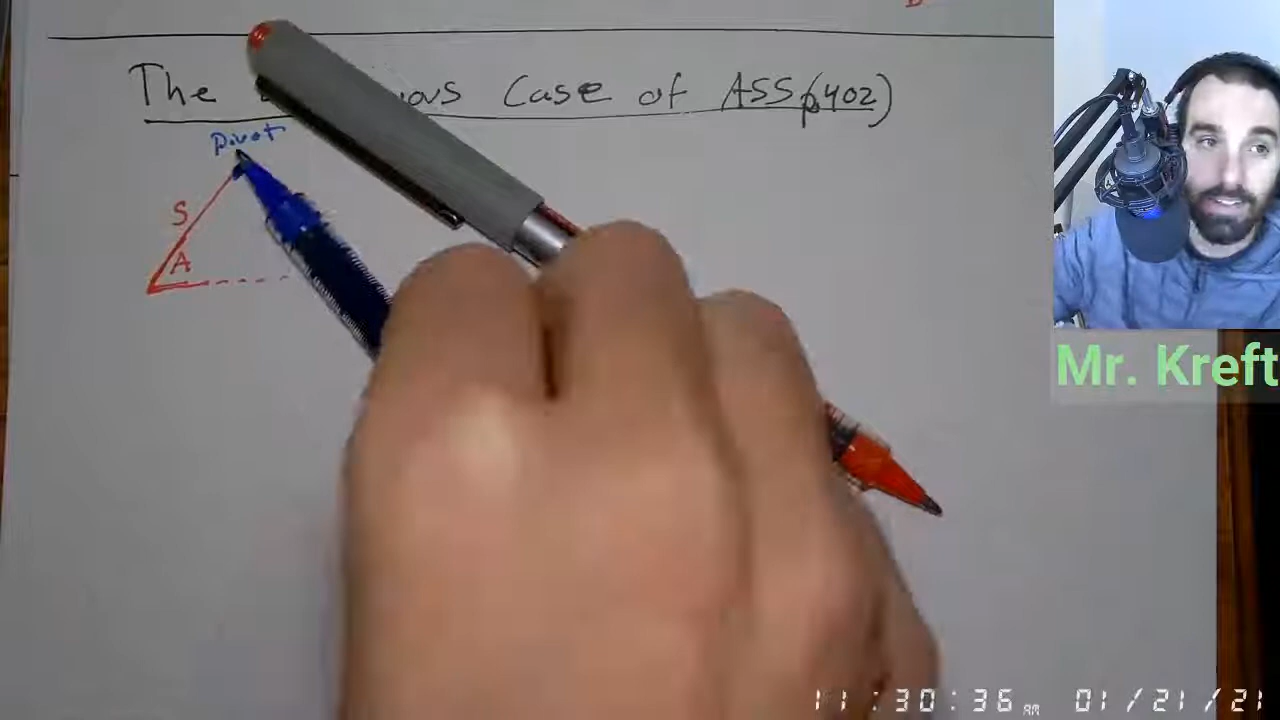 The ous Case of ASS (p402)
pivot
S
A
Mr. Kreft
11:30:36 AM 01/21/21